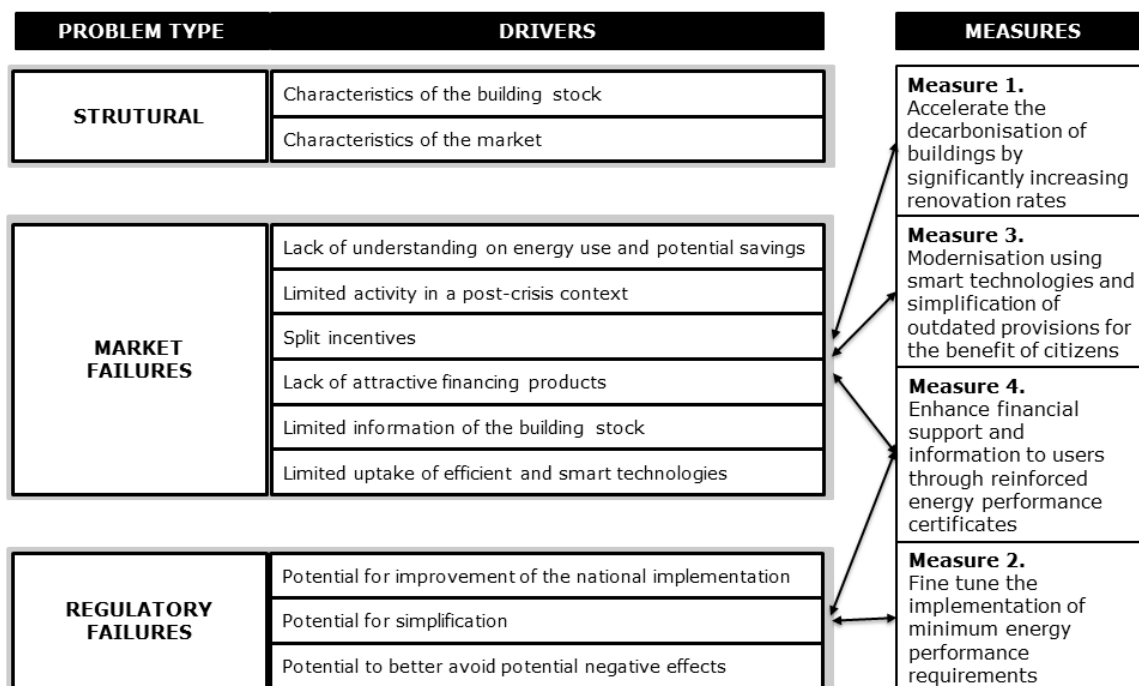 PROBLEM TYPE
DRIVERS
MEASURES
STRUTURAL
Characteristics of the building stock
Characteristics of the market
MARKET
FAILURES
Lack of understanding on energy use and potential savings
Limited activity in a post-crisis context
Split incentives
Lack of attractive financing products
Limited information of the building stock
Limited uptake of efficient and smart technologies
REGULATORY
FAILURES
Potential for improvement of the national implementation
Potential for simplification
Potential to better avoid potential negative effects
Measure 1.
Accelerate the
decarbonisation of
buildings by
significantly increasing
renovation rates
Measure 3.
Modernisation using
smart technologies and
simplification of
outdated provisions for
the benefit of citizens
Measure 4.
Enhance financial
support and
information to users
through reinforced
energy performance
certificates
Measure 2.
Fine tune the
implementation of
minimum energy
performance
requirements